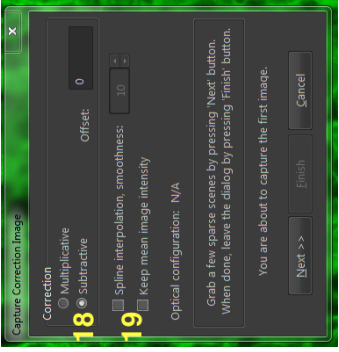 Capture Correction Image
x
Correction
Multiplicative
18
Subtractive
Offset:
0
19
Spline interpolation, smoothness:
10
Keep mean image intensity
Optical configuration: N/A
Grab a few sparse scenes by pressing 'Next' button.
When done, leave the dialog by pressing 'Finish' button.
You are about to capture the first image.
Next >>
Finish
Cancel